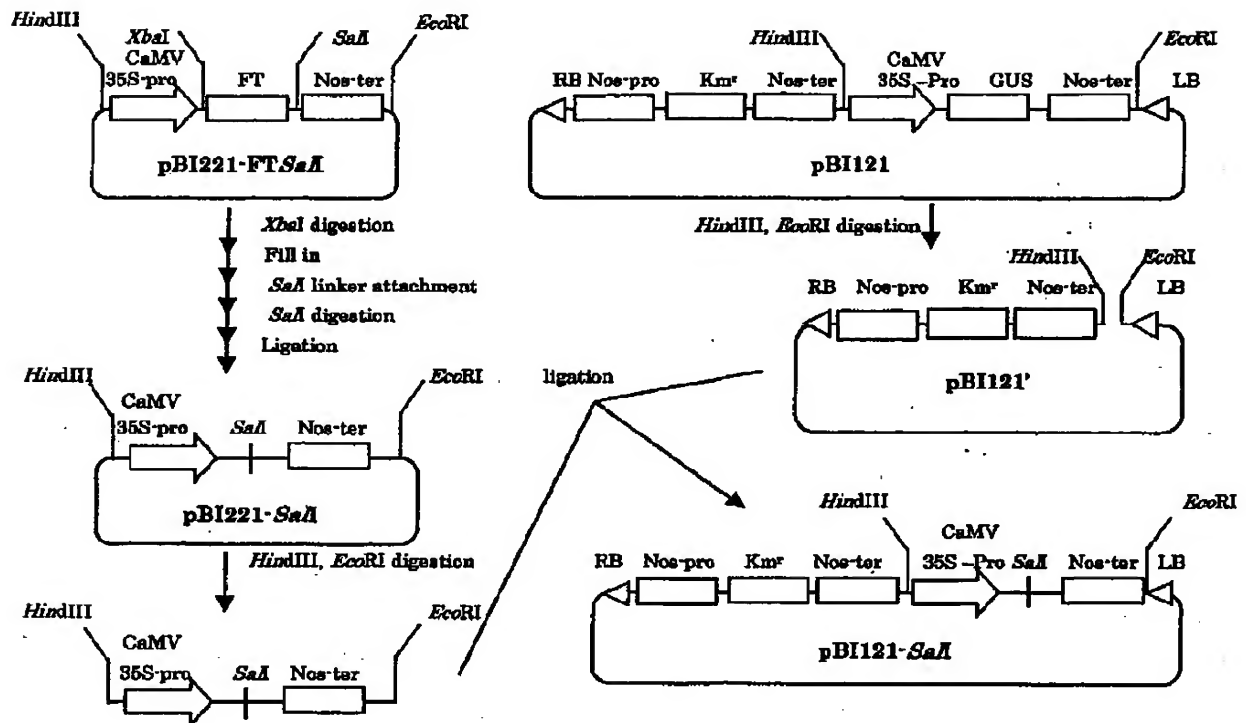 HindIII
XbaI
SalI
EcoRI
CaMV
35S-pro
FT
Nos-ter
pBI221-FTSalI
XbaI digestion
Fill in
SalI linker attachment
SalI digestion
Ligation
HindIII
EcoRI
CaMV
35S-pro
SalI
Nos-ter
pBI221-SalI
HindIII, EcoRI digestion
HindIII
EcoRI
CaMV
35S-pro
SalI
Nos-ter
HindIII
EcoRI
CaMV
RB Nos-pro Kmr Nos-ter 35S-Pro GUS Nos-ter LB
pBI121
HindIII, EcoRI digestion
HindIII
EcoRI
RB Nos-pro Kmr Nos-ter LB
pBI121'
ligation
HindIII
EcoRI
CaMV
RB Nos-pro Kmr Nos-ter 35S-Pro SalI Nos-ter LB
pBI121-SalI